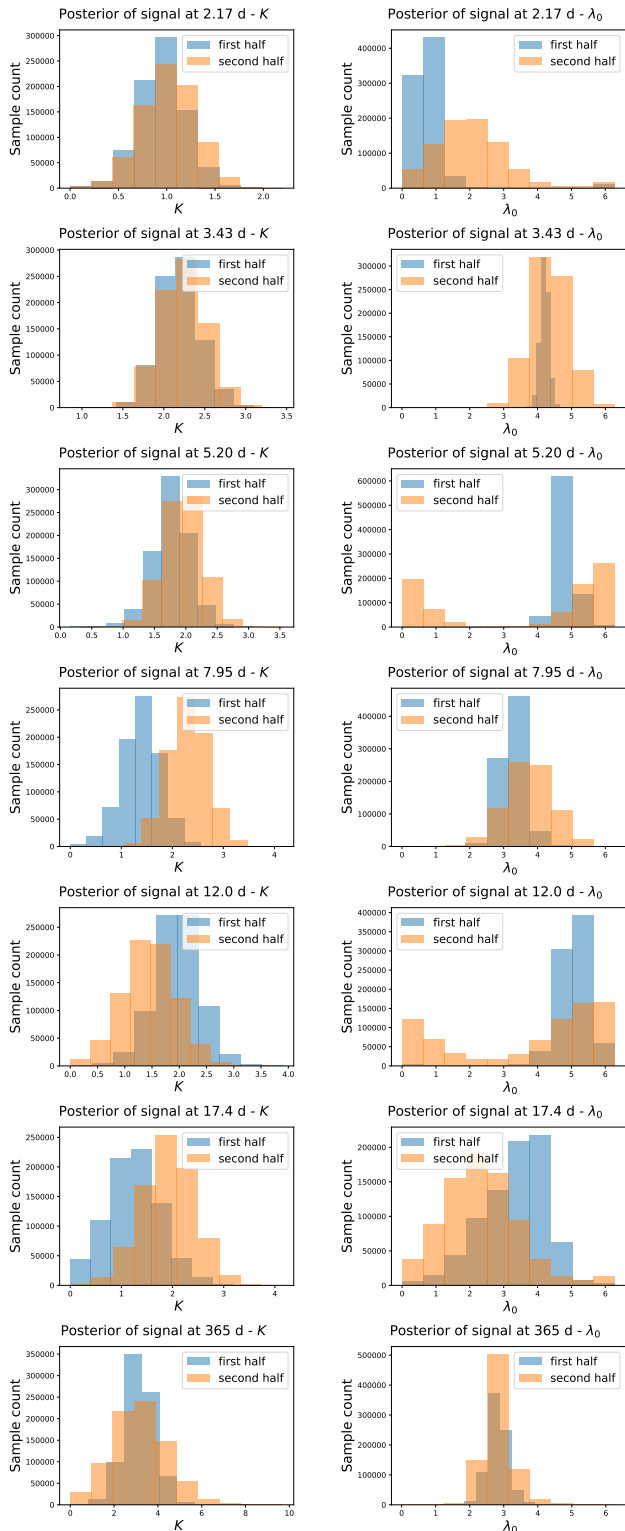 Posterior of signal at 2.17 d - K
300000
250000
200000
150000
100000
50000
0
0.0 0.5 1.0 1.5 2.0
K
Sample count
first half
second half
Posterior of signal at 2.17 d - λ0
400000
300000
200000
100000
0
0 1 2 3 4 5 6
λ0
Sample count
first half
second half
Posterior of signal at 3.43 d - K
300000
250000
200000
150000
100000
50000
0
1.0 1.5 2.0 2.5 3.0 3.5
K
Sample count
first half
second half
Posterior of signal at 3.43 d - λ0
300000
250000
200000
150000
100000
50000
0
0 1 2 3 4 5 6
λ0
Sample count
first half
second half
Posterior of signal at 5.20 d - K
300000
250000
200000
150000
100000
50000
0
0.0 0.5 1.0 1.5 2.0 2.5 3.0 3.5
K
Sample count
first half
second half
Posterior of signal at 5.20 d - λ0
600000
500000
400000
300000
200000
100000
0
0 1 2 3 4 5 6
λ0
Sample count
first half
second half
Posterior of signal at 7.95 d - K
250000
200000
150000
100000
50000
0
0 1 2 3 4
K
Sample count
first half
second half
Posterior of signal at 7.95 d - λ0
400000
300000
200000
100000
0
0 1 2 3 4 5 6
λ0
Sample count
first half
second half
Posterior of signal at 12.0 d - K
250000
200000
150000
100000
50000
0
0.0 0.5 1.0 1.5 2.0 2.5 3.0 3.5 4.0
K
Sample count
first half
second half
Posterior of signal at 12.0 d - λ0
400000
350000
300000
250000
200000
150000
100000
50000
0
0 1 2 3 4 5 6
λ0
Sample count
first half
second half
Posterior of signal at 17.4 d - K
250000
200000
150000
100000
50000
0
0 1 2 3 4
K
Sample count
first half
second half
Posterior of signal at 17.4 d - λ0
200000
150000
100000
50000
0
0 1 2 3 4 5 6
λ0
Sample count
first half
second half
Posterior of signal at 365 d - K
350000
300000
250000
200000
150000
100000
50000
0
0 2 4 6 8 10
K
Sample count
first half
second half
Posterior of signal at 365 d - λ0
500000
400000
300000
200000
100000
0
0 1 2 3 4 5 6
λ0
Sample count
first half
second half